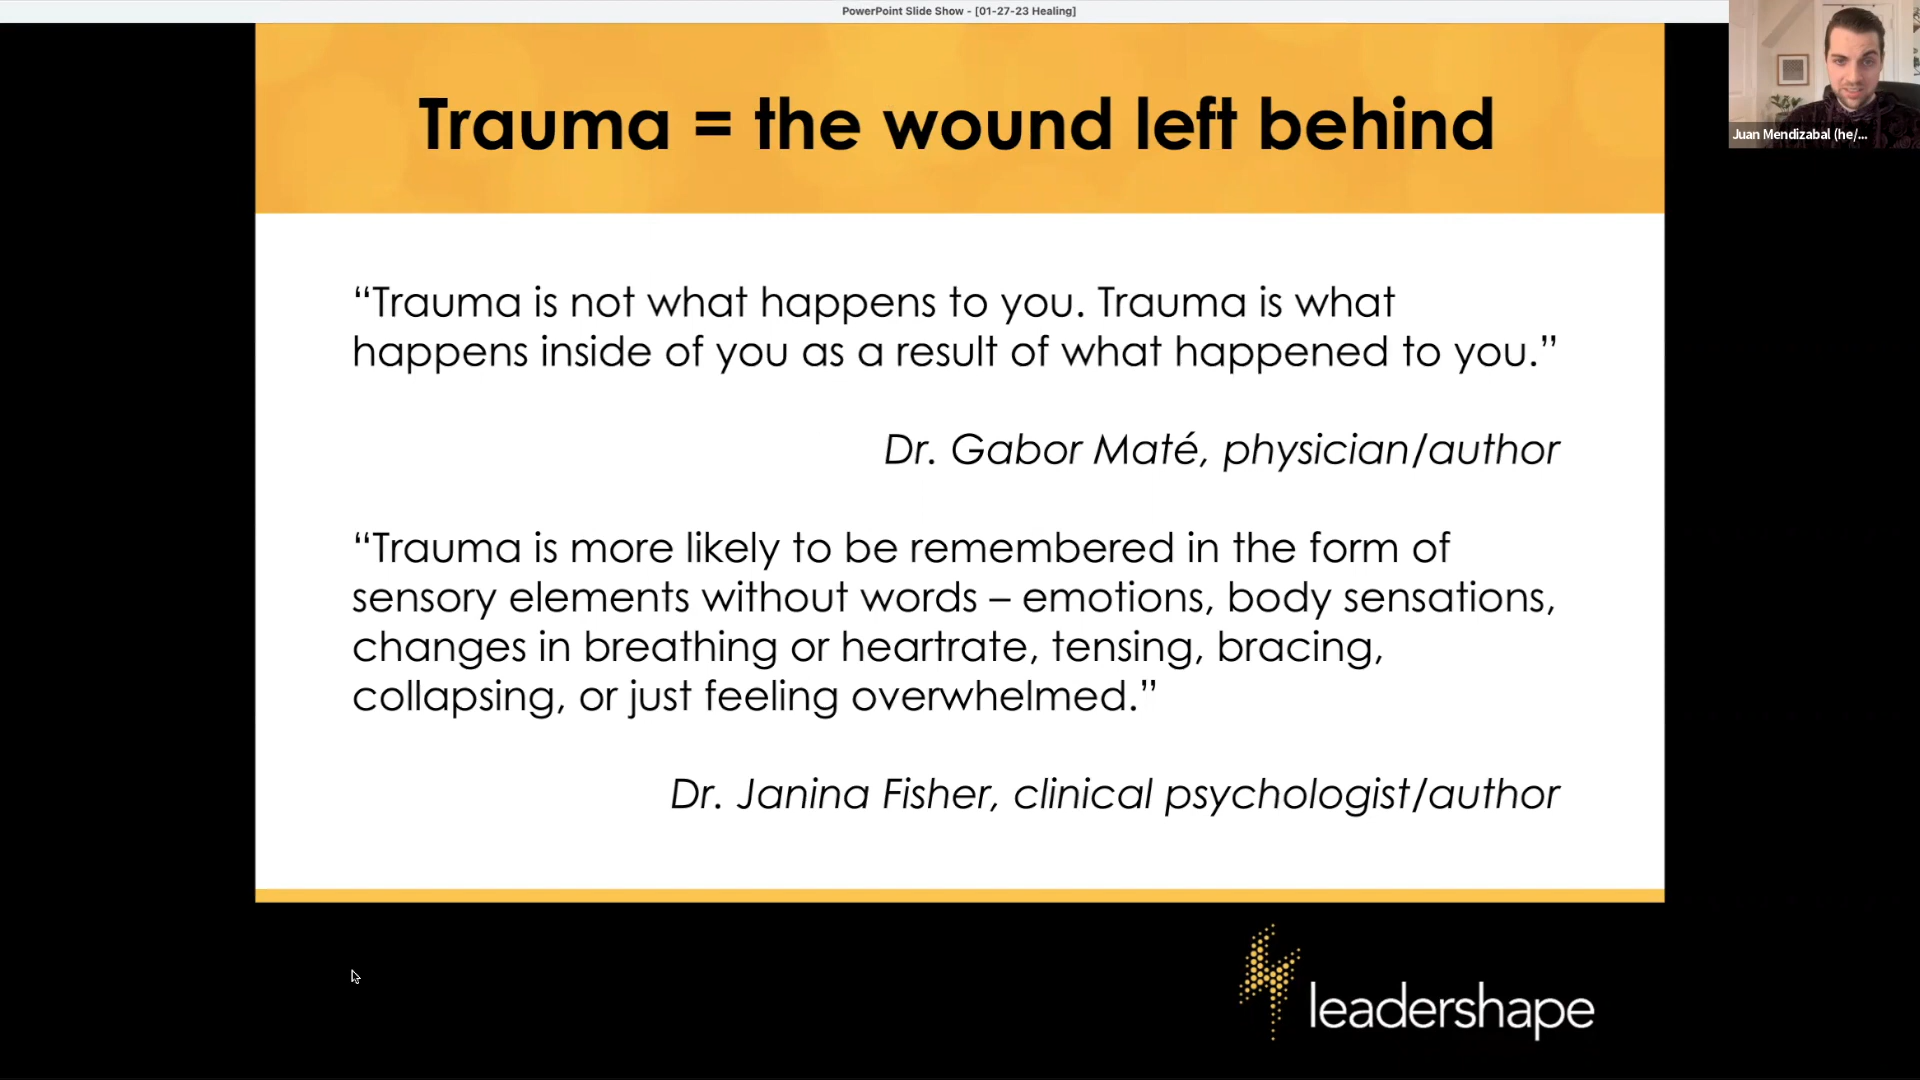 PowerPoint Slide Show - [01-27-23 Healing]
Juan Mendizabal (he/...
Trauma = the wound left behind
“Trauma is not what happens to you. Trauma is what
happens inside of you as a result of what happened to you.”
Dr. Gabor Maté, physician/author
“Trauma is more likely to be remembered in the form of
sensory elements without words – emotions, body sensations,
changes in breathing or heartrate, tensing, bracing,
collapsing, or just feeling overwhelmed.”
Dr. Janina Fisher, clinical psychologist/author
leadershape